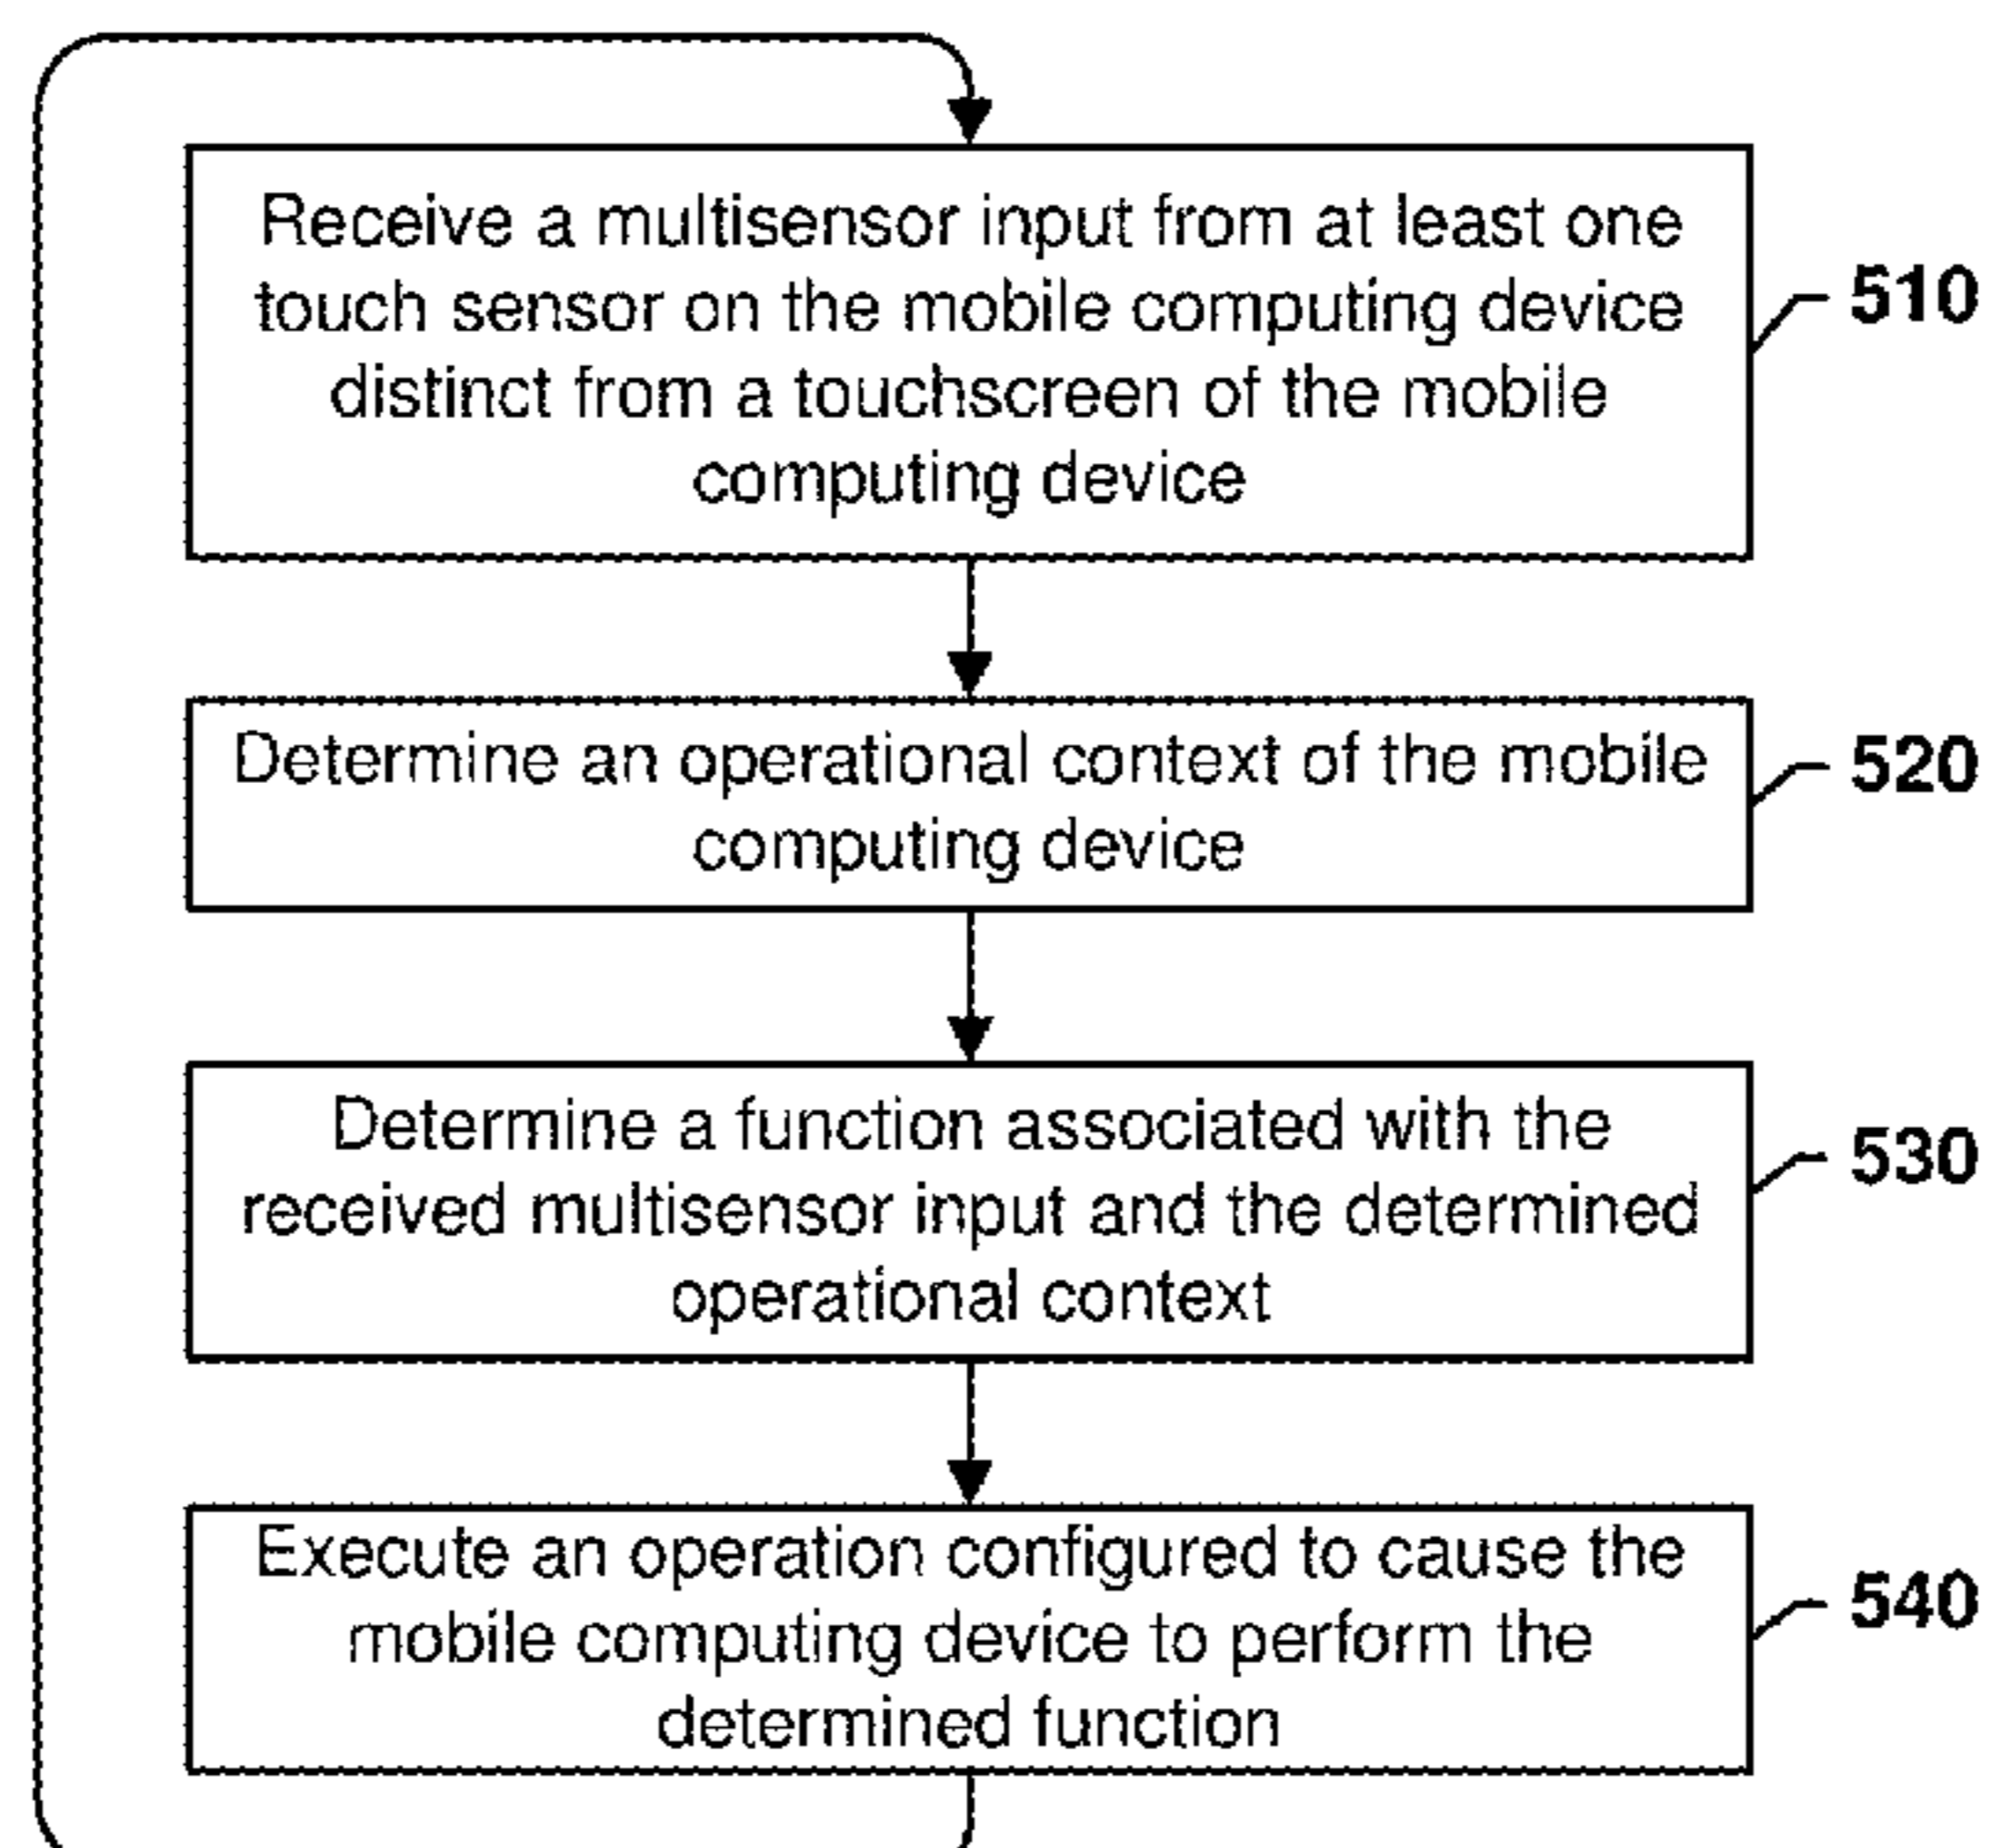 Receive a multisensor input from at least one
touch sensor on the mobile computing device
distinct from a touchscreen of the mobile
computing device
510
Determine an operational context of the mobile
computing device
520
Determine a function associated with the
received multisensor input and the determined
operational context
530
Execute an operation configured to cause the
mobile computing device to perform the
determined function
540